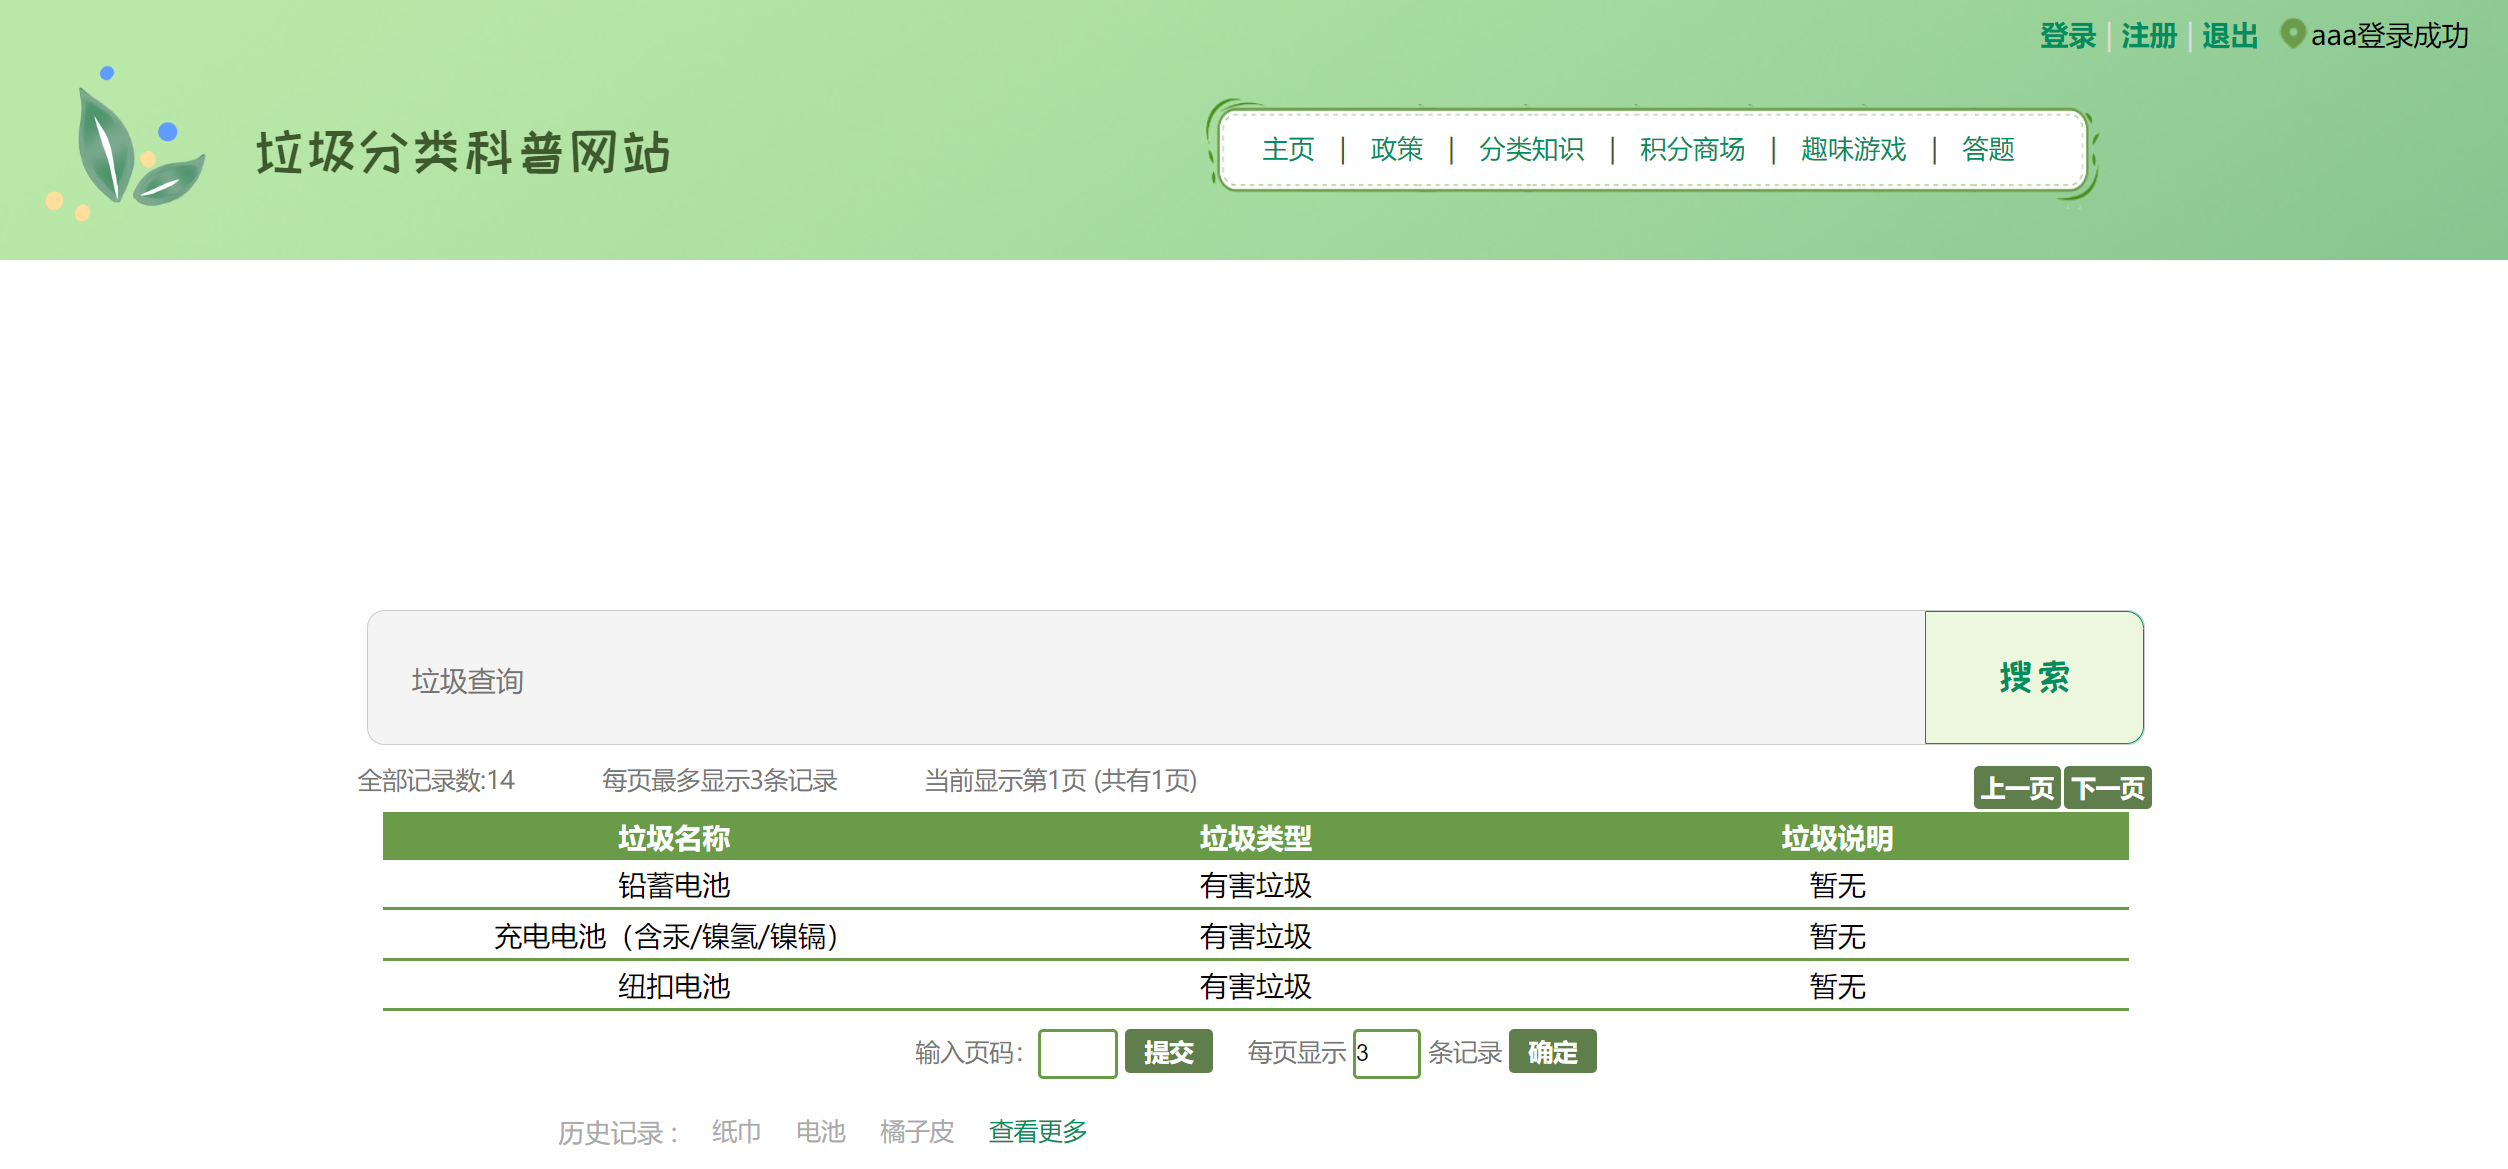 登录 | 注册 | 退出 aaa登录成功
垃圾分类科普网站
主页 | 政策 | 分类知识 | 积分商场 | 趣味游戏 | 答题
垃圾查询 搜索
全部记录数:14 每页最多显示3条记录 当前显示第1页 (共有1页) 上一页 下一页
垃圾名称 垃圾类型 垃圾说明
铅蓄电池 有害垃圾 暂无
充电电池（含汞/镍氢/镍镉） 有害垃圾 暂无
纽扣电池 有害垃圾 暂无
输入页码： 提交 每页显示 3 条记录 确定
历史记录： 纸巾 电池 橘子皮 查看更多